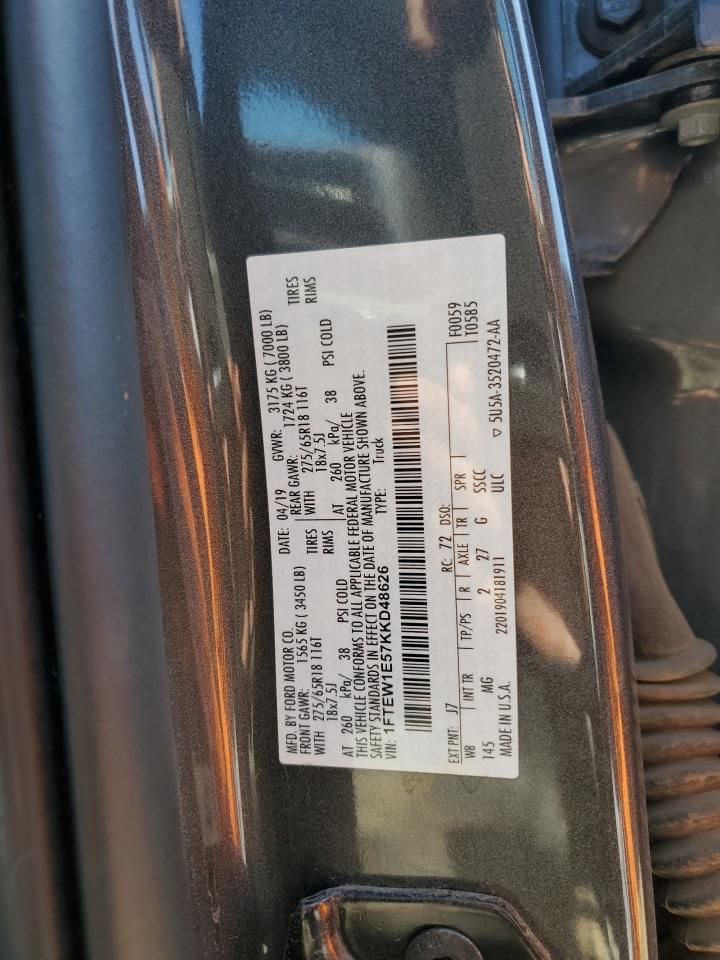 MFD. BY FORD MOTOR CO.
DATE: 04/19 GVWR: 3175 KG ( 7000 LB)
FRONT GAWR: 1565 KG ( 3450 LB) REAR GAWR: 1724 KG ( 3800 LB)
WITH 275/65R18 116T TIRES WITH 275/65R18 116T TIRES
18x7.5J RIMS 18x7.5J RIMS
AT 260 kPa/ 38 PSI COLD AT 260 kPa/ 38 PSI COLD
THIS VEHICLE CONFORMS TO ALL APPLICABLE FEDERAL MOTOR VEHICLE
SAFETY STANDARDS IN EFFECT ON THE DATE OF MANUFACTURE SHOWN ABOVE.
VIN: 1FTEW1E57KKD48626 TYPE: Truck
F0059
EXT PNT: J7 RC: 72 DSO: T0585
WB INT TR TP/PS R AXLE TR SPR
145 MG 2 27 G SSCC
MADE IN U.S.A. 2201904181911 ULC ▽ 5U5A-3520472-AA